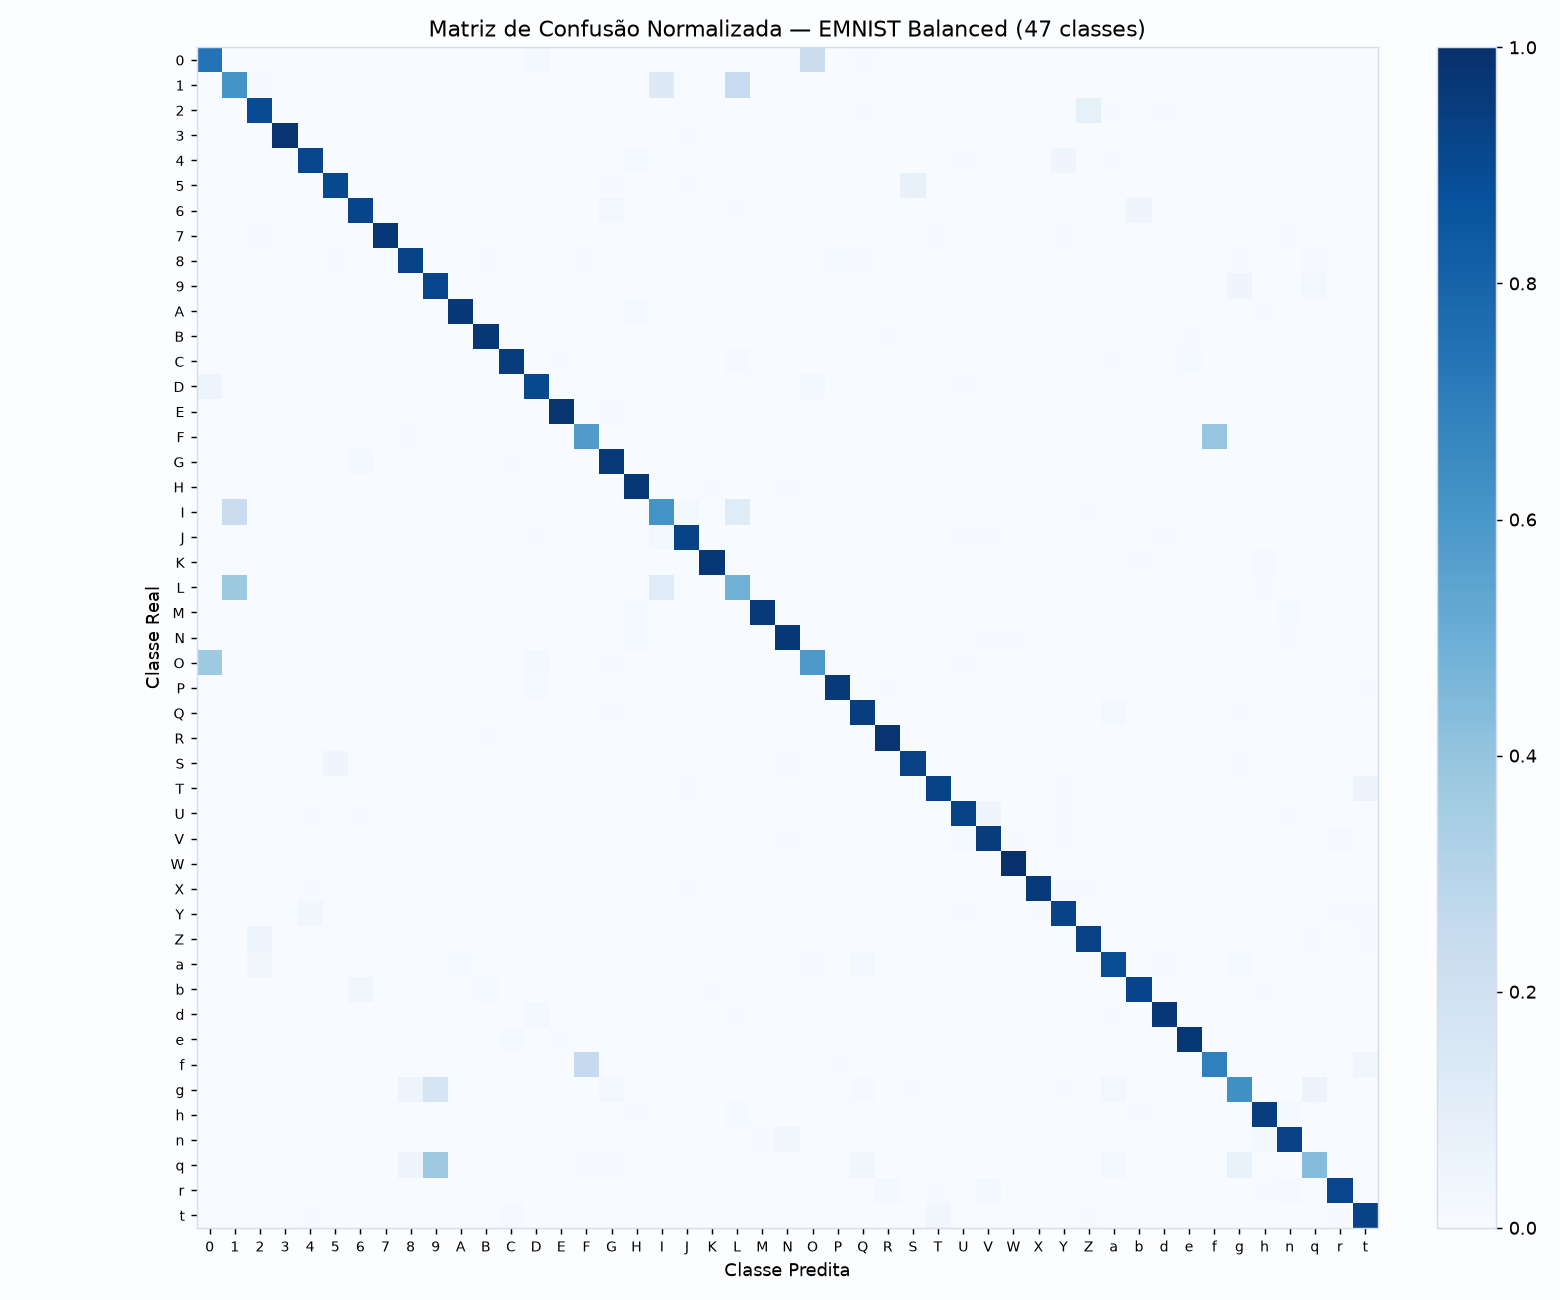 Matriz de Confusão Normalizada — EMNIST Balanced (47 classes)
Classe Real
0
1
2
3
4
5
6
7
8
9
A
B
C
D
E
F
G
H
I
J
K
L
M
N
O
P
Q
R
S
T
U
V
W
X
Y
Z
a
b
d
e
f
g
h
n
q
r
t
0 1 2 3 4 5 6 7 8 9 A B C D E F G H I J K L M N O P Q R S T U V W X Y Z a b d e f g h n q r t
Classe Predita
1.0
0.8
0.6
0.4
0.2
0.0